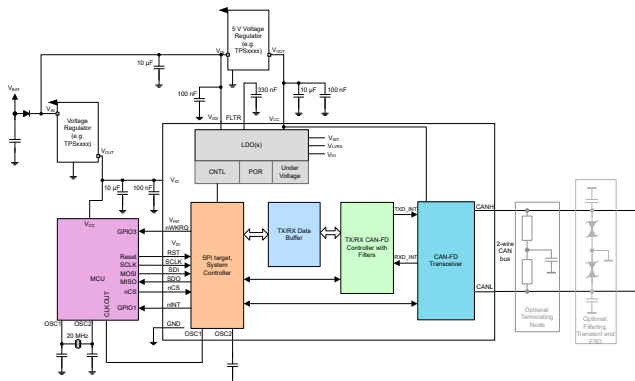 5 V Voltage
Regulator
(e.g.
TPSxxxx)
VIN
VOUT
10 µF
VBAT
100 nF
330 nF
10 µF
100 nF
VIN
Voltage
Regulator
(e.g.
TPSxxxx)
VOUT
VDD
FLTR
VCC
LDO(s)
VINT
VLVRX
VIO
CNTL
POR
Under
Voltage
10 µF
100 nF
VIO
VCC
GPIO3
MCU
Reset
SCLK
MOSI
MISO
nCS
GPIO1
CLKOUT
OSC1
OSC2
VINT
nWKRQ
VIO
RST
SCLK
SDI
SDO
nCS
nINT
GND
SPI target,
System
Controller
OSC1
OSC2
TX/RX Data
Buffer
TX/RX CAN-FD
Controller with
Filters
TXD_INT
RXD_INT
CAN-FD
Transceiver
CANH
2-wire
CAN
bus
CANL
Optional:
Terminating
Node
Optional:
Filtering,
Transient and
ESD
20 MHz